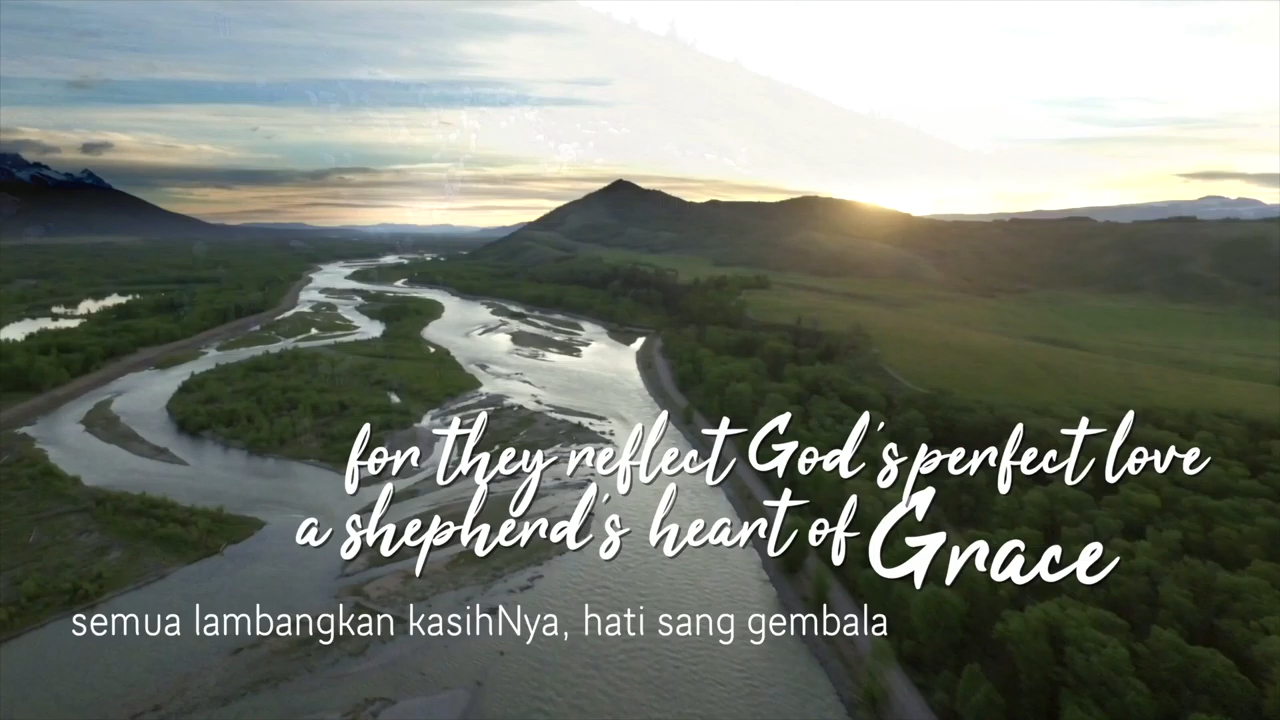 for they reflect God's perfect love
a shepherd's heart of Grace
semua lambangkan kasihNya, hati sang gembala